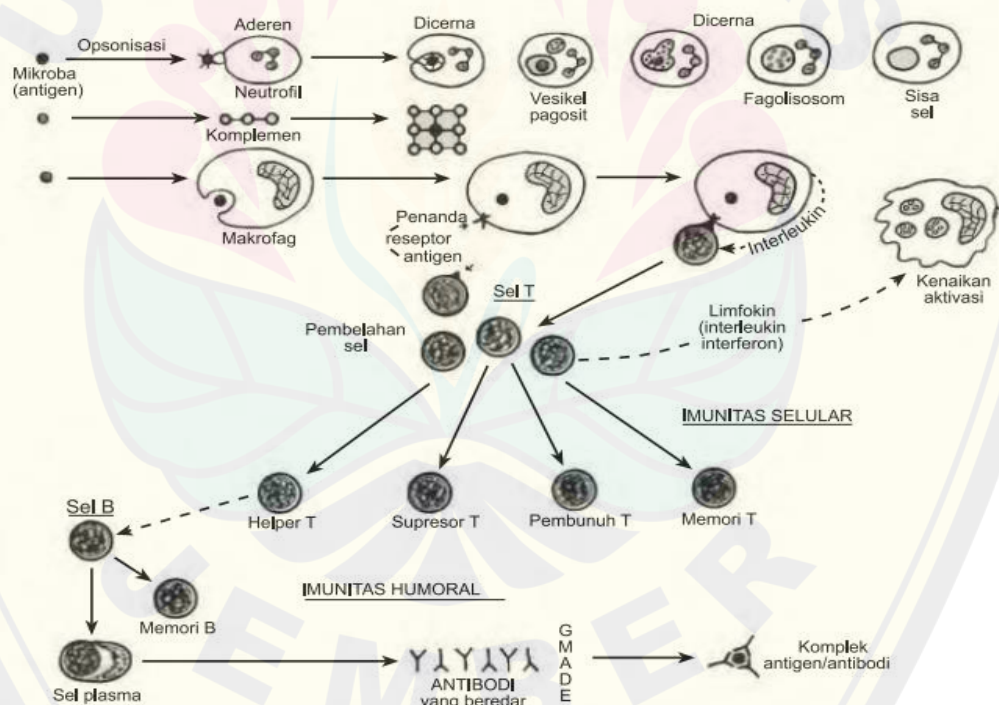 Opsonisasi
Aderen
Dicerna
Dicerna
Mikroba
(antigen)
Neutrofil
Vesikel
pagosit
Fagolisosom
Sisa
sel
Komplemen
Makrofag
Penanda
reseptor
antigen
Interleukin
Kenaikan
aktivasi
Sel T
Pembelahan
sel
Limfokin
(interleukin
interferon)
IMUNITAS SELULAR
Sel B
Helper T
Supresor T
Pembunuh T
Memori T
IMUNITAS HUMORAL
Memori B
Sel plasma
ANTIBODI
yang beredar
G
M
A
D
E
Komplek
antigen/antibodi